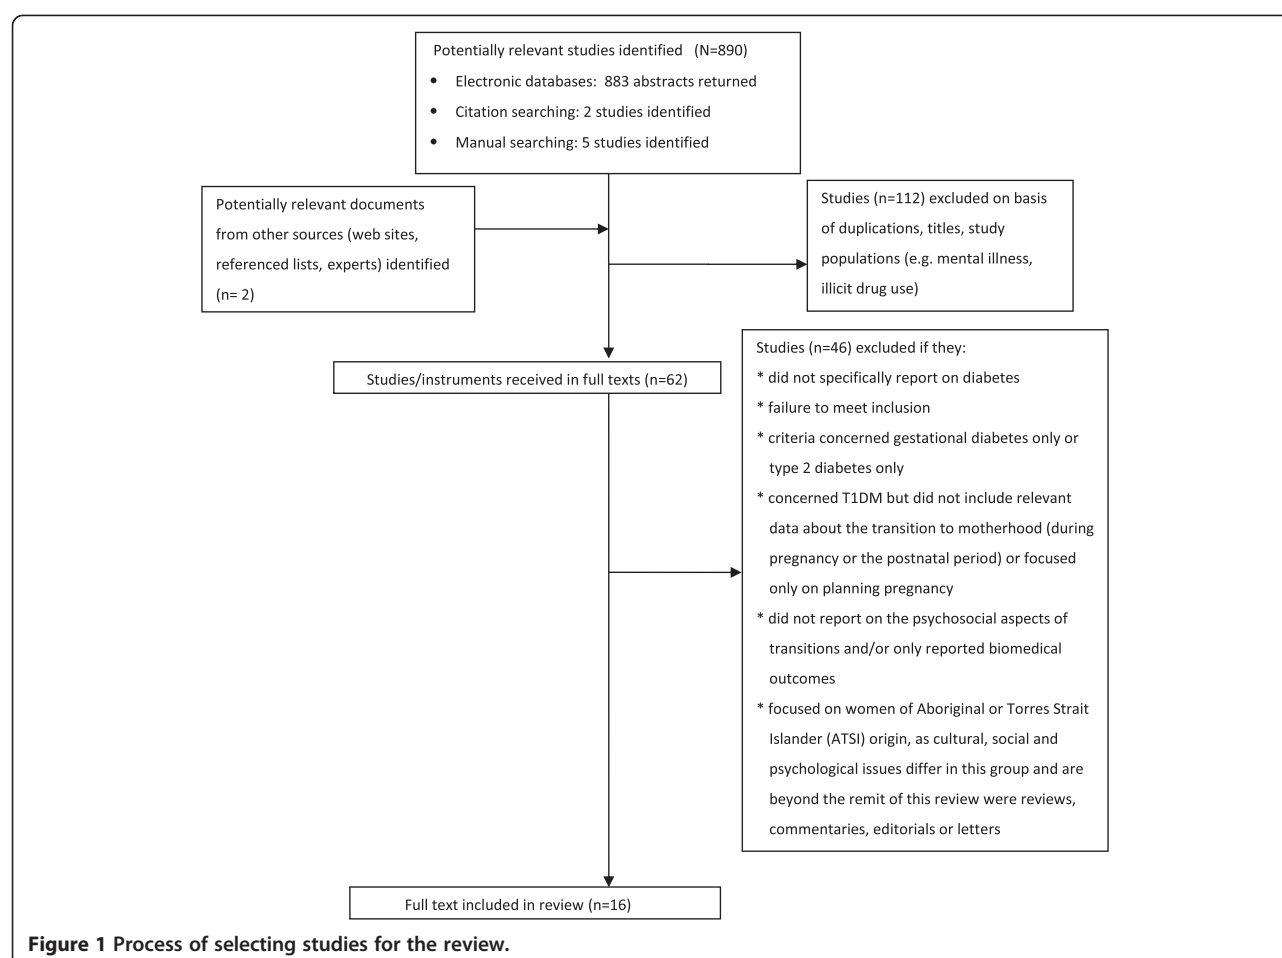 Potentially relevant studies identified (N=890)
• Electronic databases: 883 abstracts returned
• Citation searching: 2 studies identified
• Manual searching: 5 studies identified
Potentially relevant documents
from other sources (web sites,
referenced lists, experts) identified
(n= 2)
Studies (n=112) excluded on basis
of duplications, titles, study
populations (e.g. mental illness,
illicit drug use)
Studies/instruments received in full texts (n=62)
Studies (n=46) excluded if they:
* did not specifically report on diabetes
* failure to meet inclusion
* criteria concerned gestational diabetes only or
type 2 diabetes only
* concerned T1DM but did not include relevant
data about the transition to motherhood (during
pregnancy or the postnatal period) or focused
only on planning pregnancy
* did not report on the psychosocial aspects of
transitions and/or only reported biomedical
outcomes
* focused on women of Aboriginal or Torres Strait
Islander (ATSI) origin, as cultural, social and
psychological issues differ in this group and are
beyond the remit of this review were reviews,
commentaries, editorials or letters
Full text included in review (n=16)
Figure 1 Process of selecting studies for the review.